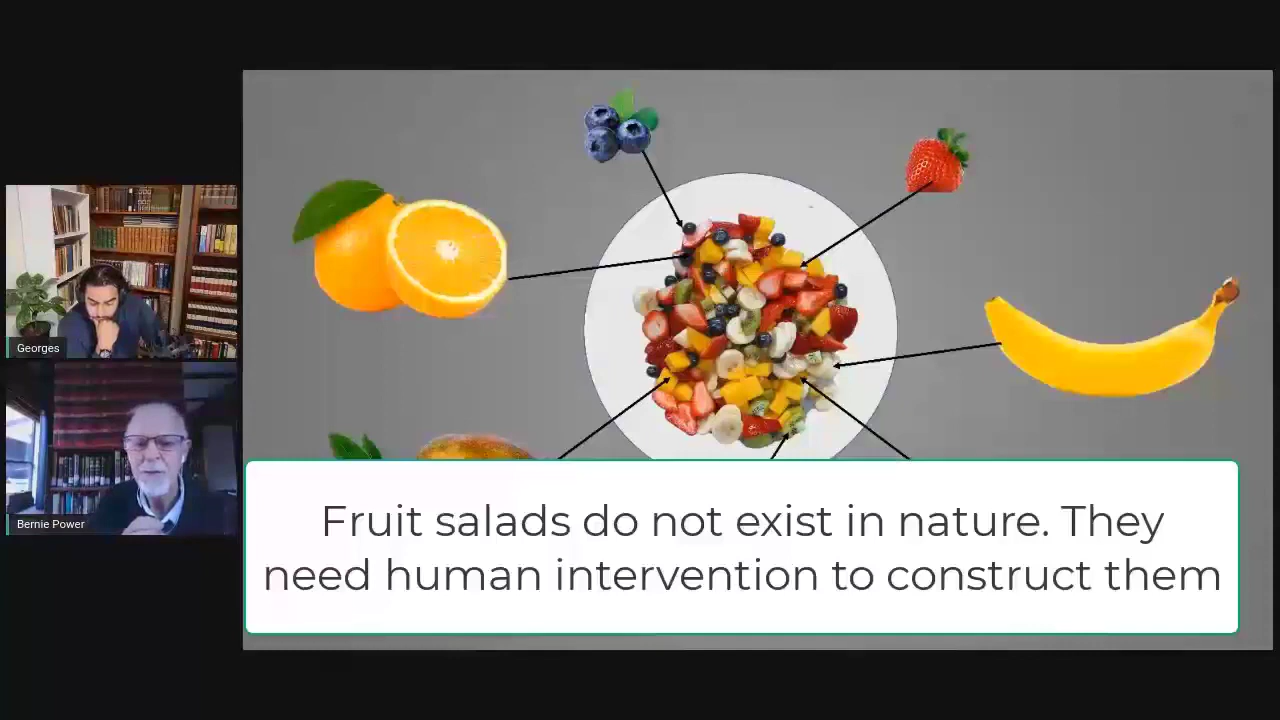 Georges
Bernie Power
Fruit salads do not exist in nature. They
need human intervention to construct them